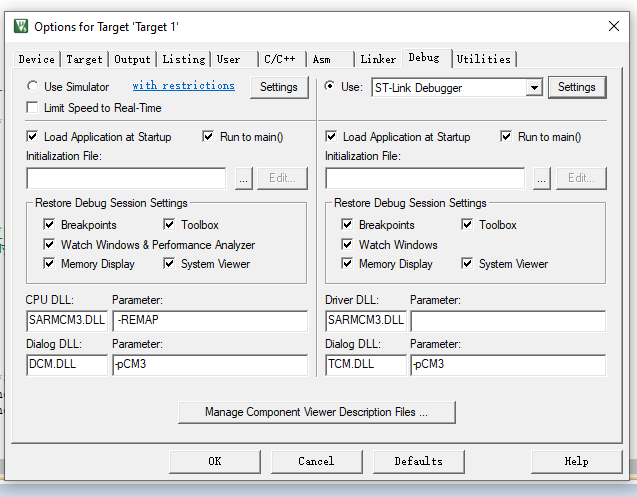 Options for Target 'Target 1'
Device Target Output Listing User C/C++ Asm Linker Debug Utilities
Use Simulator with restrictions Settings Use: ST-Link Debugger Settings
Limit Speed to Real-Time
Load Application at Startup Run to main() Load Application at Startup Run to main()
Initialization File: Initialization File:
... Edit... ... Edit...
Restore Debug Session Settings Restore Debug Session Settings
Breakpoints Toolbox Breakpoints Toolbox
Watch Windows & Performance Analyzer Watch Windows
Memory Display System Viewer Memory Display System Viewer
CPU DLL: Parameter: Driver DLL: Parameter:
SARMCM3.DLL -REMAP SARMCM3.DLL
Dialog DLL: Parameter: Dialog DLL: Parameter:
DCM.DLL -pCM3 TCM.DLL -pCM3
Manage Component Viewer Description Files ...
OK Cancel Defaults Help